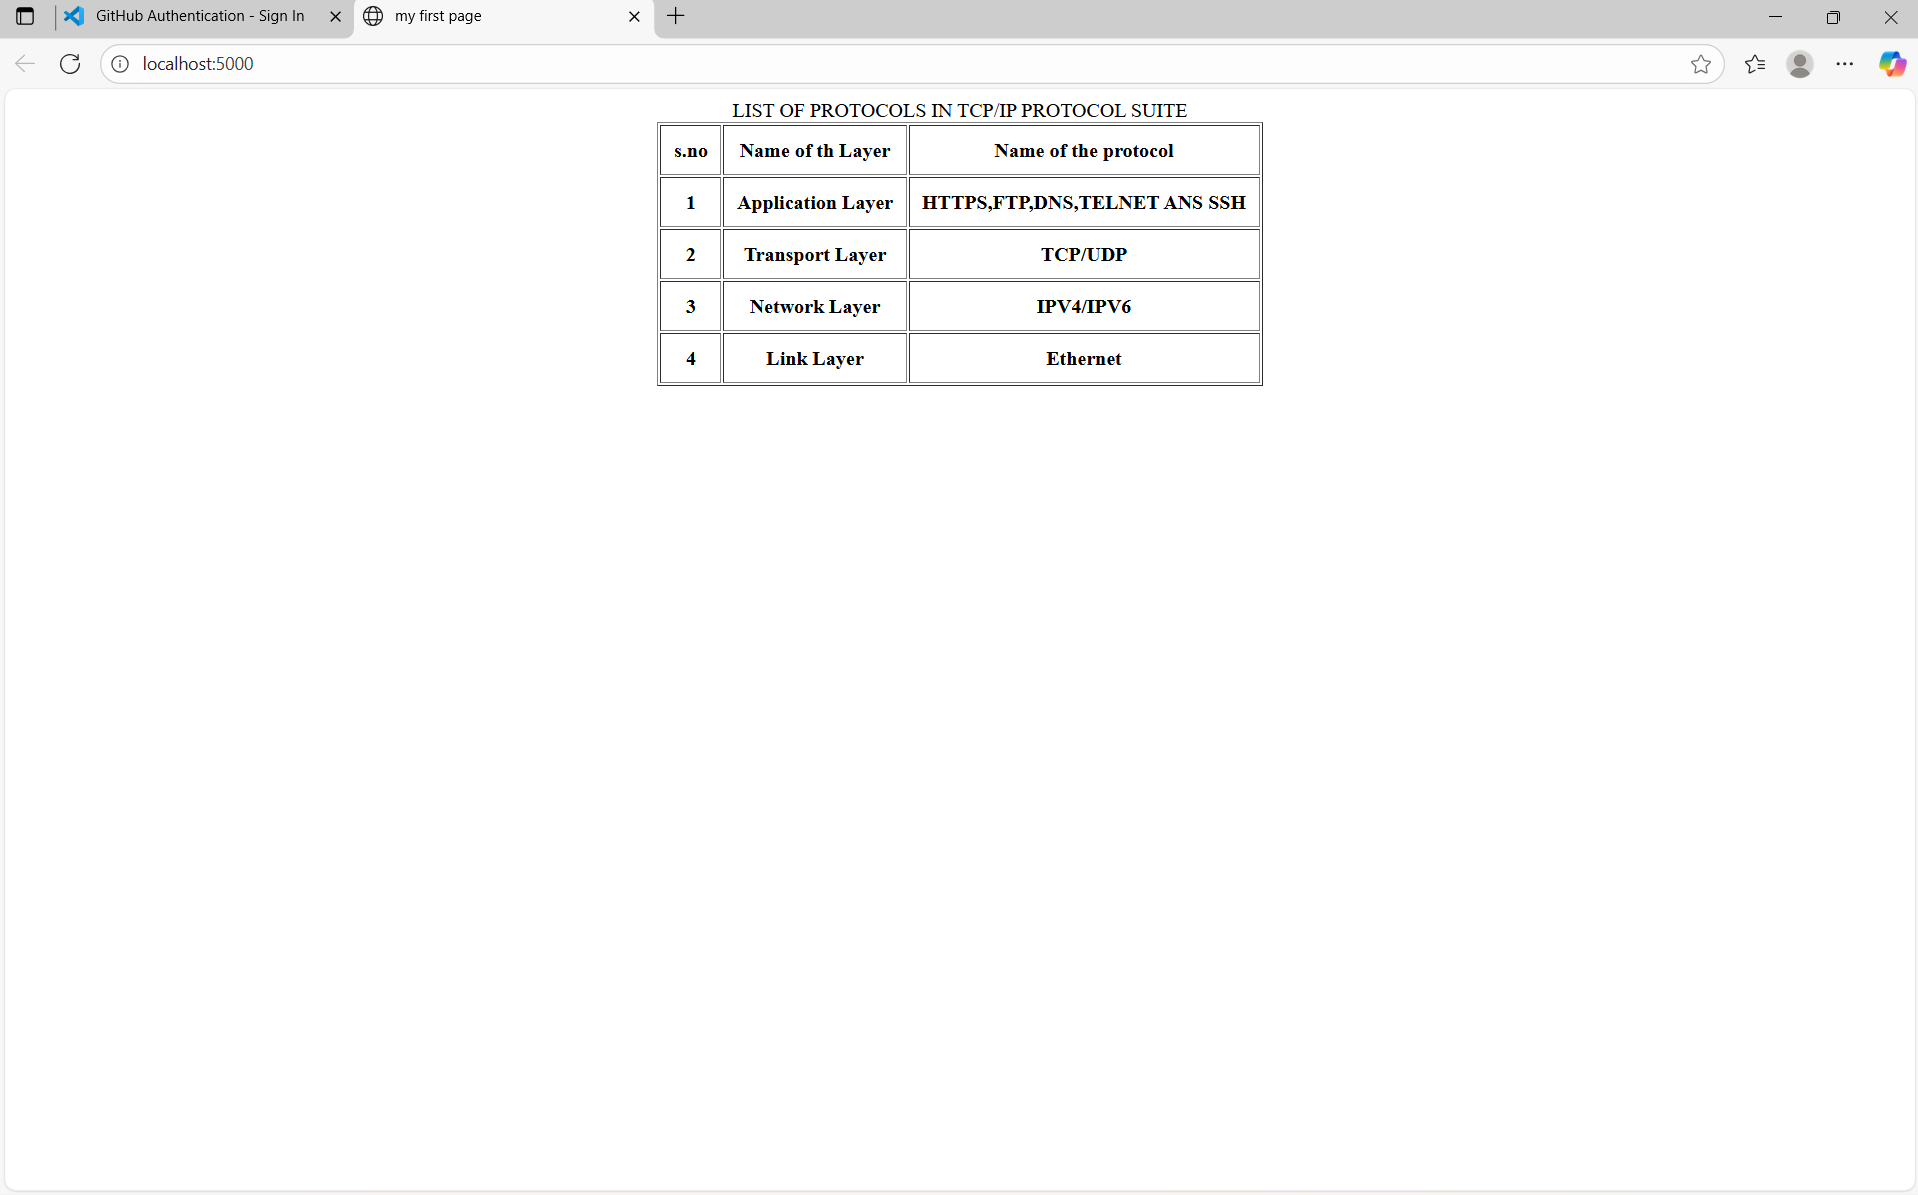 GitHub Authentication - Sign In
my first page
localhost:5000
LIST OF PROTOCOLS IN TCP/IP PROTOCOL SUITE
s.no Name of th Layer Name of the protocol
1 Application Layer HTTPS,FTP,DNS,TELNET ANS SSH
2 Transport Layer TCP/UDP
3 Network Layer IPV4/IPV6
4 Link Layer Ethernet